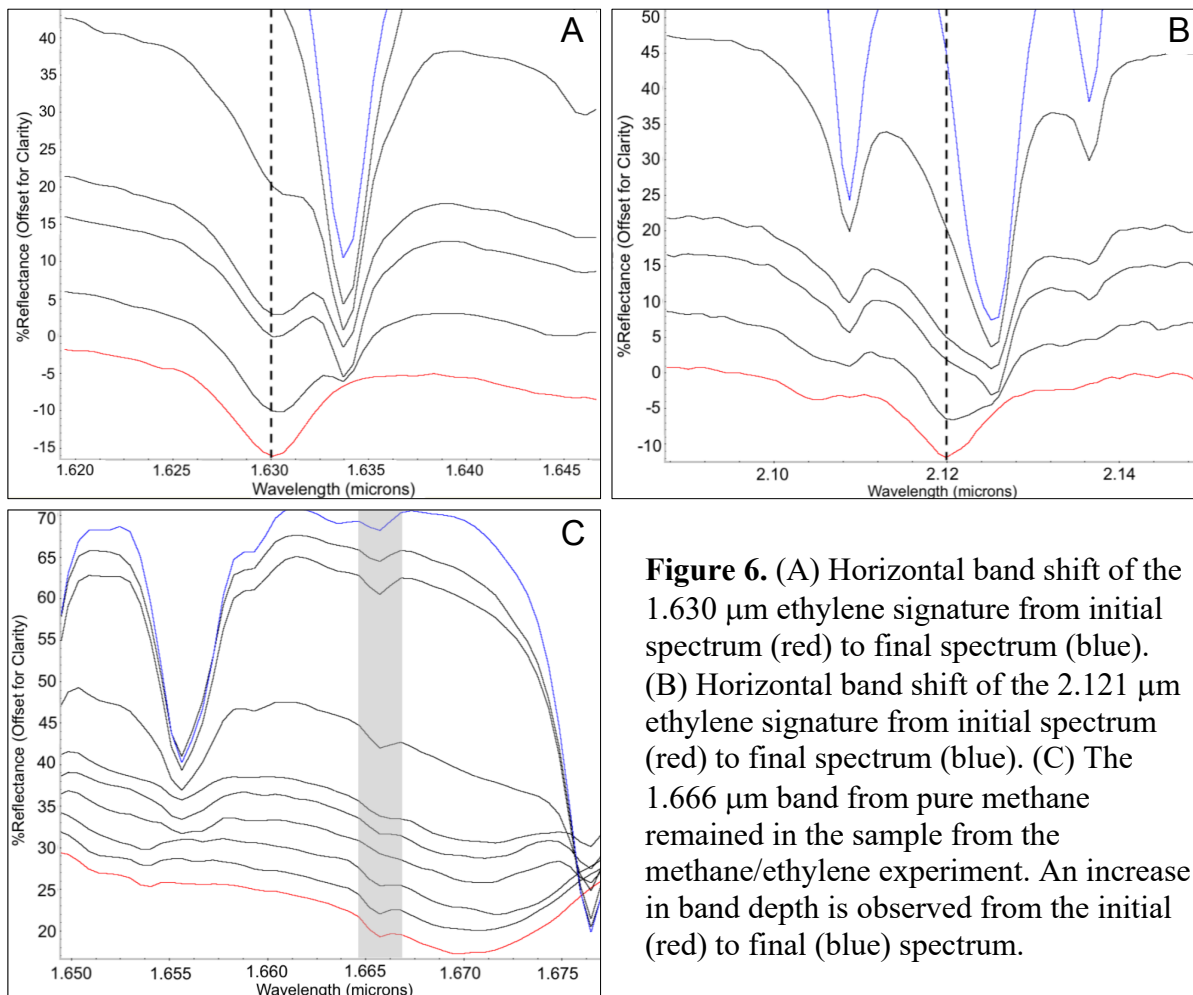 A
%Reflectance (Offset for Clarity)
40
35
30
25
20
15
10
5
0
-5
-10
-15
1.620 1.625 1.630 1.635 1.640 1.645
Wavelength (microns)
B
%Reflectance (Offset for Clarity)
50
45
40
35
30
25
20
15
10
5
0
-5
-10
2.10 2.12 2.14
Wavelength (microns)
C
%Reflectance (Offset for Clarity)
70
65
60
55
50
45
40
35
30
25
20
1.650 1.655 1.660 1.665 1.670 1.675
Wavelength (microns)
Figure 6. (A) Horizontal band shift of the
1.630 μm ethylene signature from initial
spectrum (red) to final spectrum (blue).
(B) Horizontal band shift of the 2.121 μm
ethylene signature from initial spectrum
(red) to final spectrum (blue). (C) The
1.666 μm band from pure methane
remained in the sample from the
methane/ethylene experiment. An increase
in band depth is observed from the initial
(red) to final (blue) spectrum.